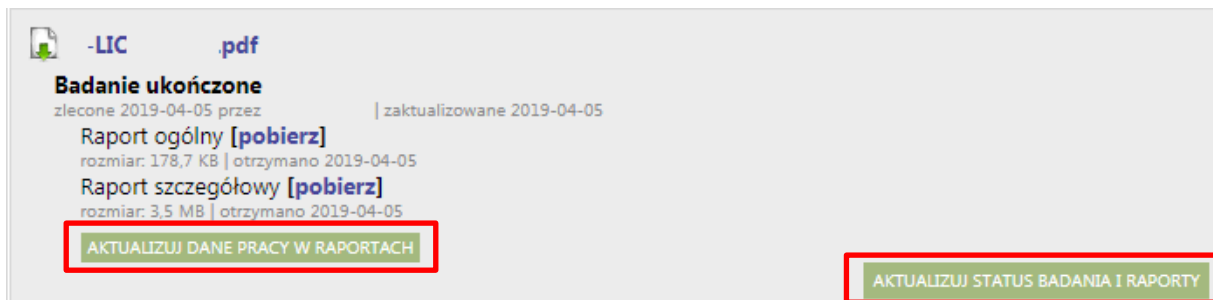 -LIC .pdf
Badanie ukończone
zlecone 2019-04-05 przez | zaktualizowane 2019-04-05
Raport ogólny [pobierz]
rozmiar: 178,7 KB | otrzymano 2019-04-05
Raport szczegółowy [pobierz]
rozmiar: 3,5 MB | otrzymano 2019-04-05
AKTUALIZUJ DANE PRACY W RAPORTACH
AKTUALIZUJ STATUS BADANIA I RAPORTY